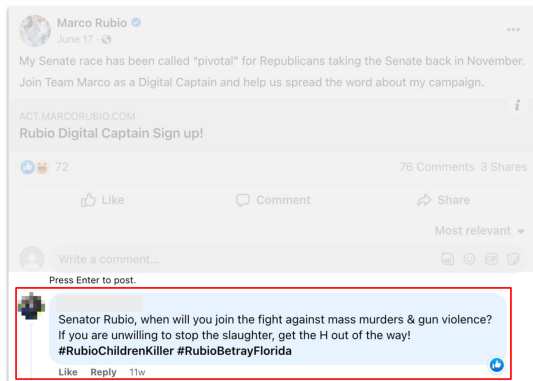 Marco Rubio
June 17 ·
My Senate race has been called "pivotal" for Republicans taking the Senate back in November.
Join Team Marco as a Digital Captain and help us spread the word about my campaign.
ACT.MARCORUBIO.COM
Rubio Digital Captain Sign up!
72
76 Comments 3 Shares
Like
Comment
Share
Most relevant
Write a comment...
GIF
Press Enter to post.
Senator Rubio, when will you join the fight against mass murders & gun violence?
If you are unwilling to stop the slaughter, get the H out of the way!
#RubioChildrenKiller #RubioBetrayFlorida
Like Reply 11w